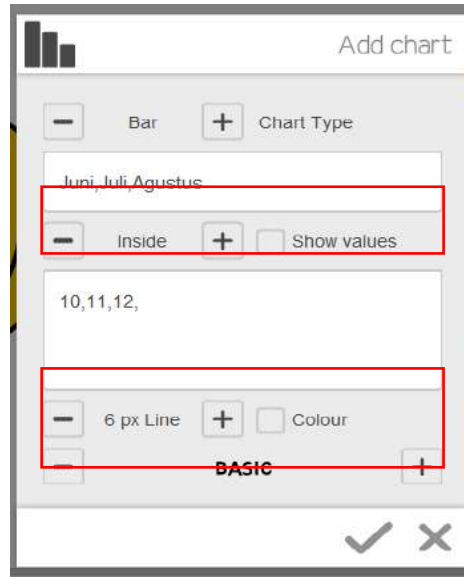 Add chart
Bar Chart Type
Juni,Juli,Agustus
Inside Show values
10,11,12,
6 px Line Colour
BASIC